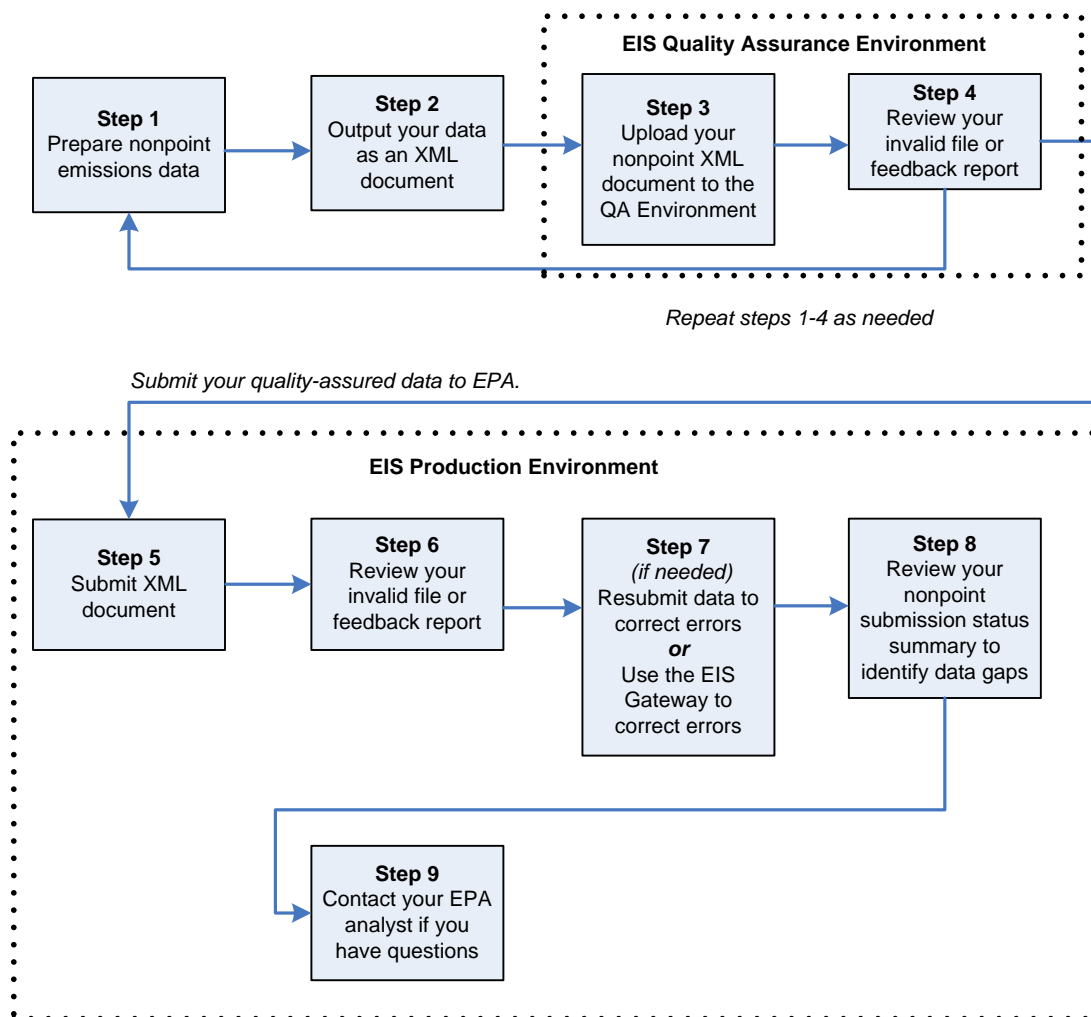 EIS Quality Assurance Environment
Step 1
Prepare nonpoint
emissions data
Step 2
Output your data
as an XML
document
Step 3
Upload your
nonpoint XML
document to the
QA Environment
Step 4
Review your
invalid file or
feedback report
Repeat steps 1-4 as needed
Submit your quality-assured data to EPA.
EIS Production Environment
Step 5
Submit XML
document
Step 6
Review your
invalid file or
feedback report
Step 7
(if needed)
Resubmit data to
correct errors
or
Use the EIS
Gateway to
correct errors
Step 8
Review your
nonpoint
submission status
summary to
identify data gaps
Step 9
Contact your EPA
analyst if you
have questions